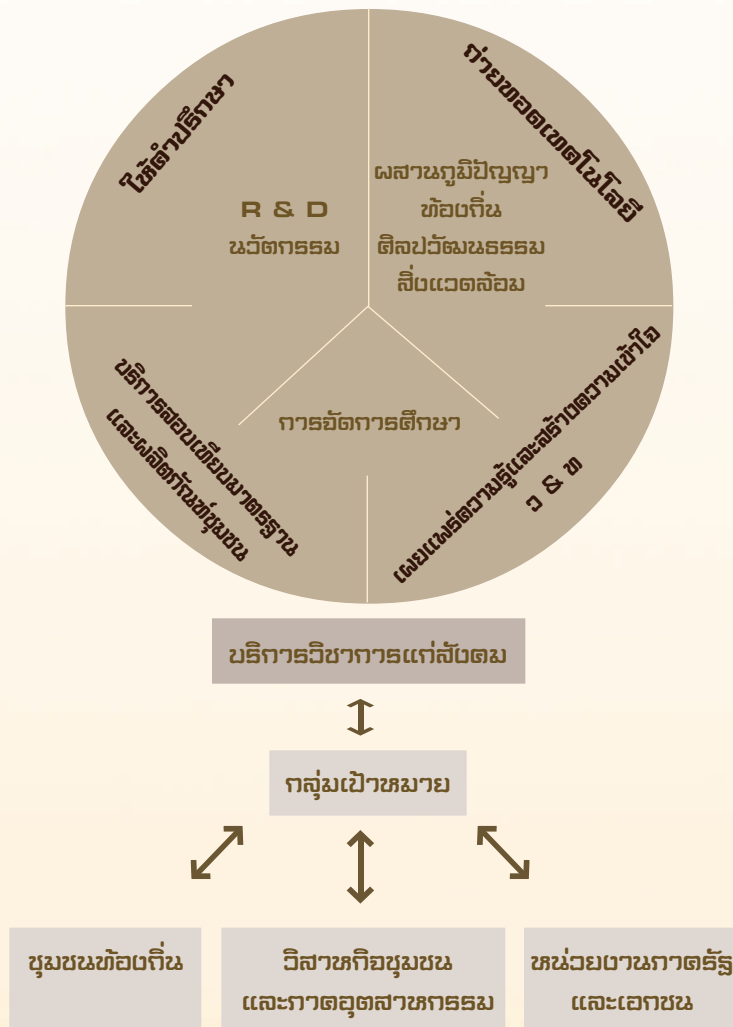 ให้คำปรึกษา
ถ่ายทอดเทคโนโลยี
R & D
นวัตกรรม
ผสานภูมิปัญญา
ท้องถิ่น
ศิลปวัฒนธรรม
สิ่งแวดล้อม
บริการสอบเทียบมาตรฐาน
และผลิตภัณฑ์ชุมชน
การจัดการศึกษา
เผยแพร่ความรู้และสร้างความเข้าใจ
ว & ท
บริการวิชาการแก่สังคม
กลุ่มเป้าหมาย
ชุมชนท้องถิ่น
วิสาหกิจชุมชน
และภาคอุตสาหกรรม
หน่วยงานภาครัฐ
และเอกชน